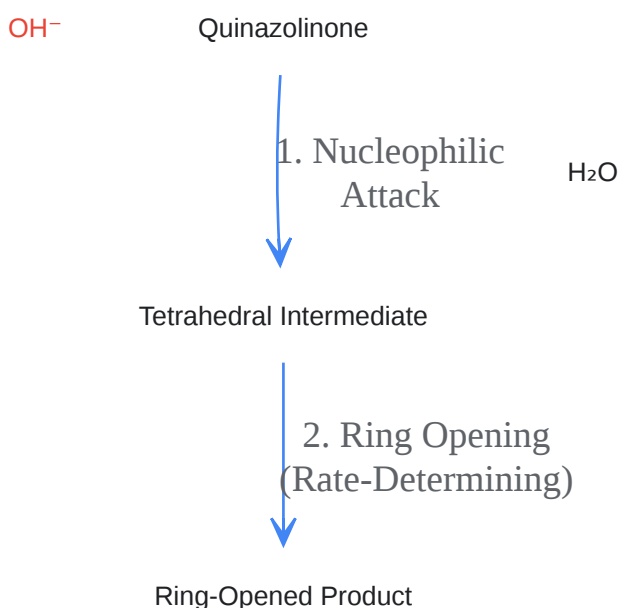 OH⁻
Quinazolinone
1. Nucleophilic
Attack
H₂O
Tetrahedral Intermediate
2. Ring Opening
(Rate-Determining)
Ring-Opened Product